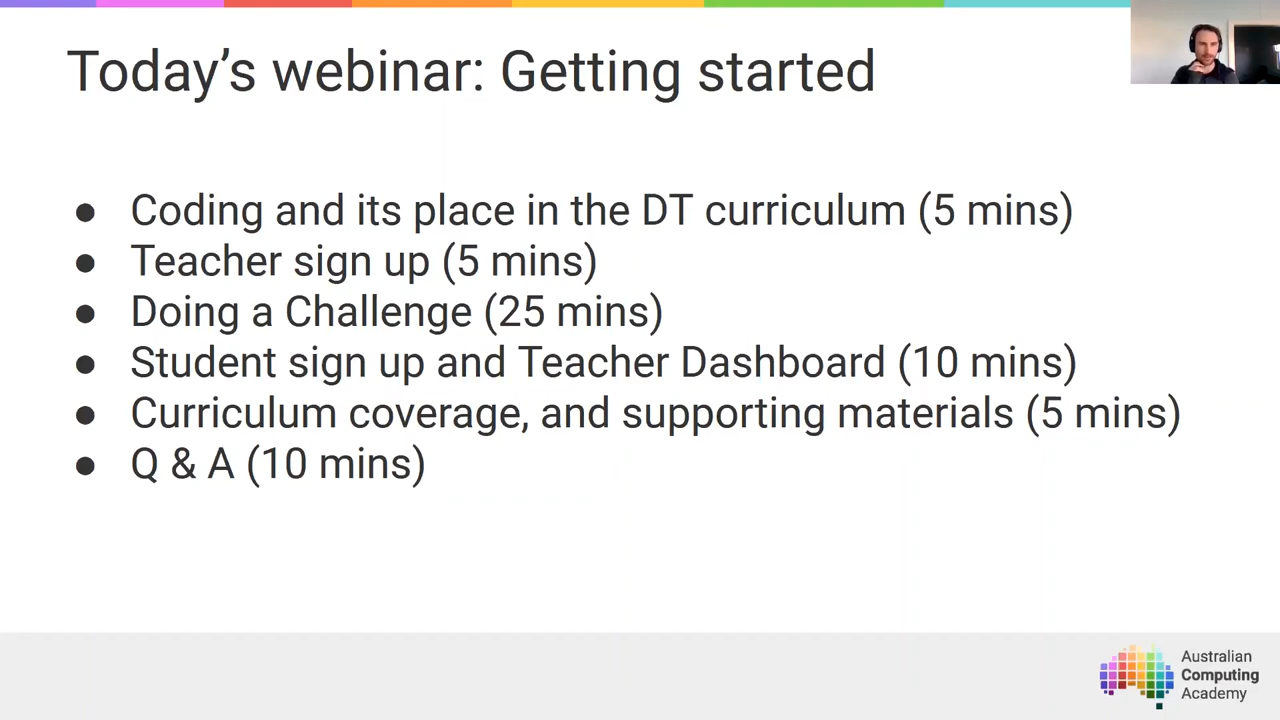 Today’s webinar: Getting started
● Coding and its place in the DT curriculum (5 mins)
● Teacher sign up (5 mins)
● Doing a Challenge (25 mins)
● Student sign up and Teacher Dashboard (10 mins)
● Curriculum coverage, and supporting materials (5 mins)
● Q & A (10 mins)
Australian
Computing
Academy